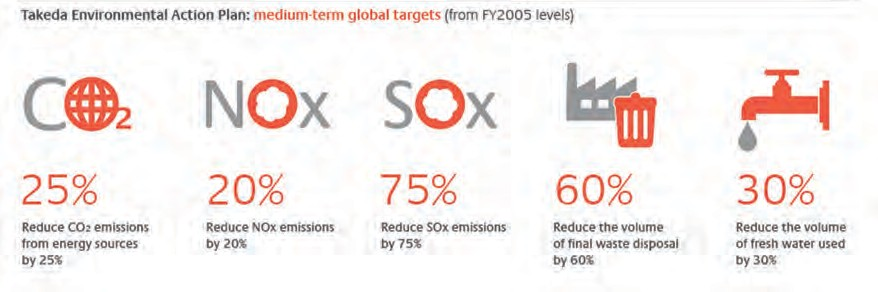 Takeda Environmental Action Plan: medium-term global targets (from FY2005 levels)
CO2
NOx
SOx
25%
20%
75%
60%
30%
Reduce CO2 emissions
from energy sources
by 25%
Reduce NOx emissions
by 20%
Reduce SOx emissions
by 75%
Reduce the volume
of final waste disposal
by 60%
Reduce the volume
of fresh water used
by 30%